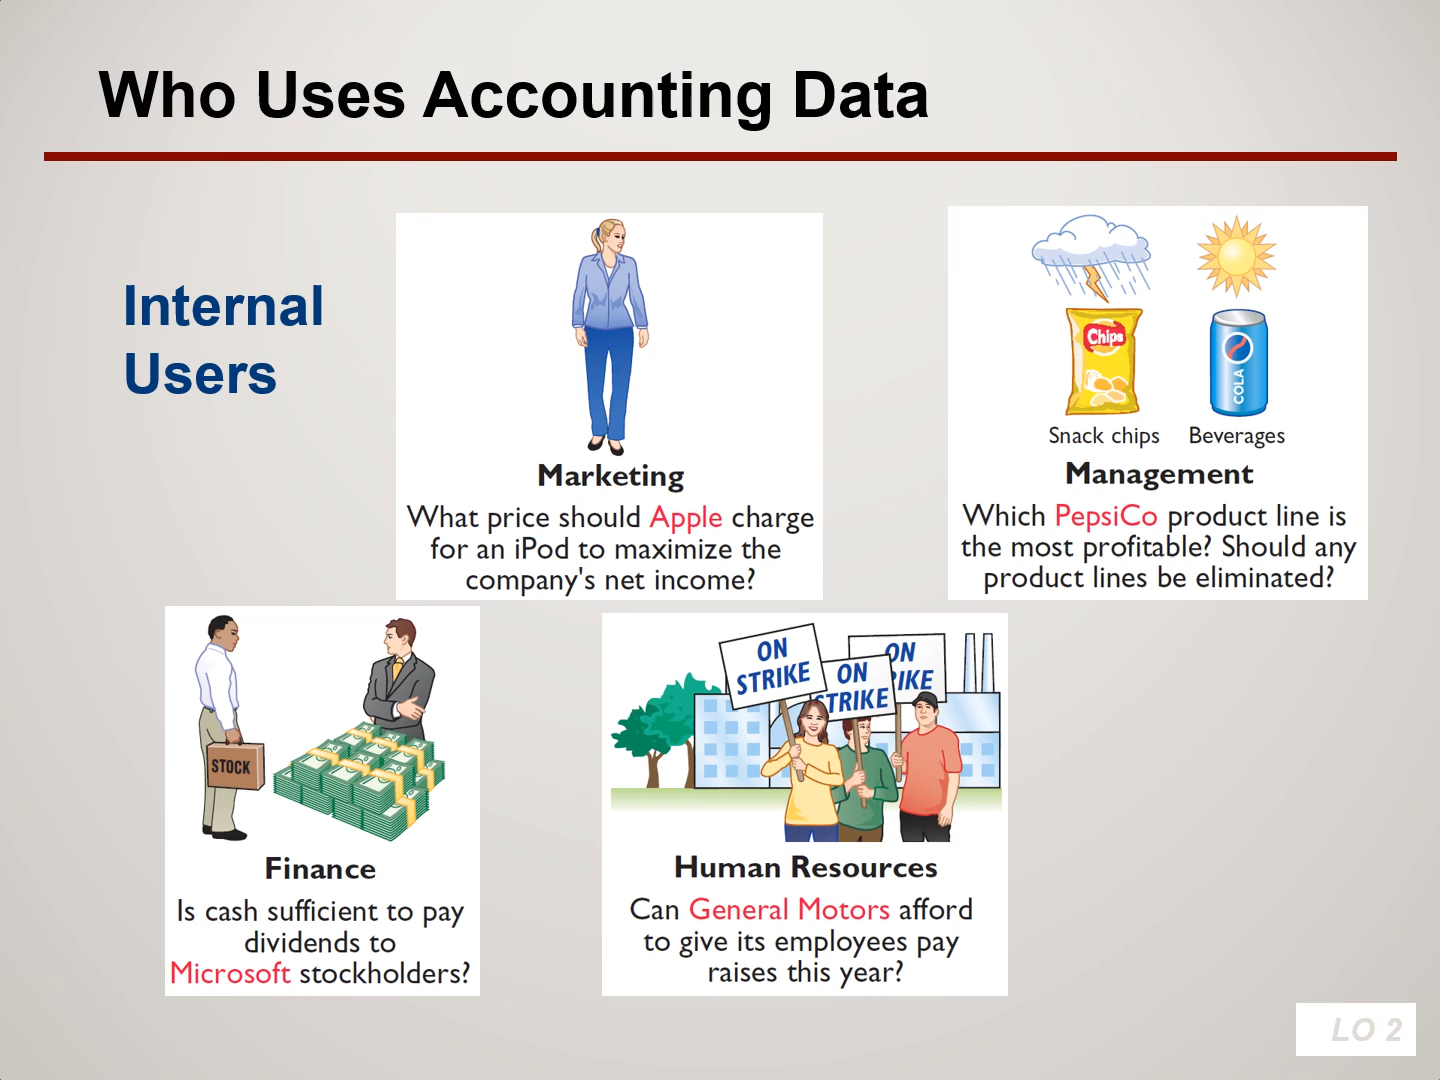 Who Uses Accounting Data
Internal
Users
Chips
COLA
Snack chips
Beverages
Marketing
What price should Apple charge
for an iPod to maximize the
company's net income?
Management
Which PepsiCo product line is
the most profitable? Should any
product lines be eliminated?
STOCK
Finance
Is cash sufficient to pay
dividends to
Microsoft stockholders?
ON
STRIKE
ON
STRIKE
ON
IKE
Human Resources
Can General Motors afford
to give its employees pay
raises this year?
LO 2